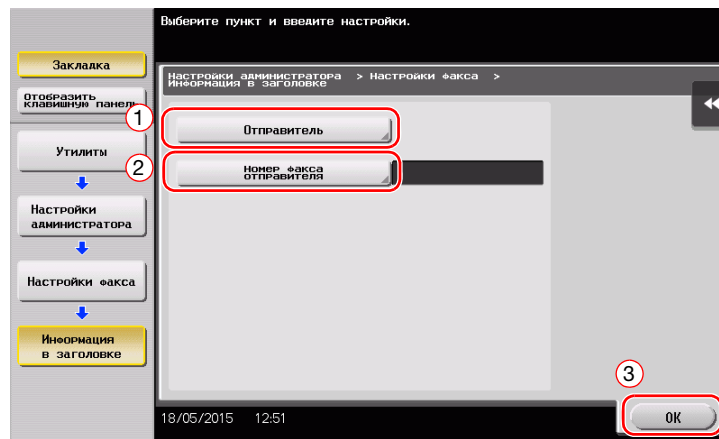 Выберите пункт и введите настройки.
Закладка
Отобразить
клавишную панель
Утилиты
Настройки
администратора
Настройки факса
Информация
в заголовке
Настройки администратора > Настройки факса >
Информация в заголовке
1
Отправитель
2
Номер факса
отправителя
3
OK
18/05/2015 12:51